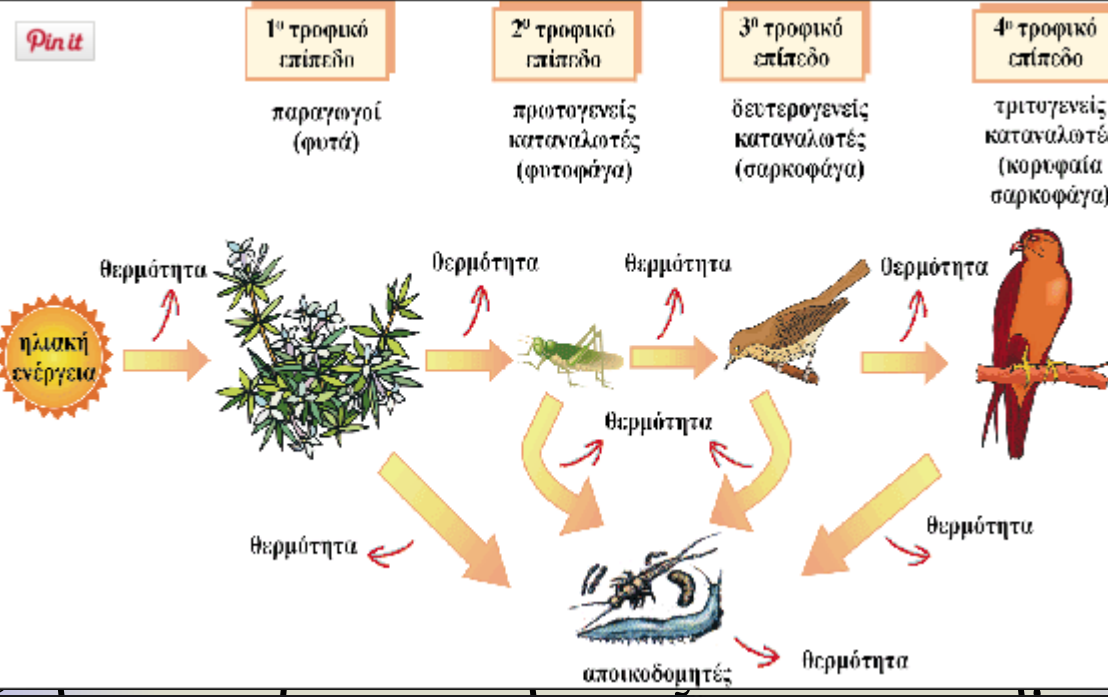 Pin it
1ο τροφικό
επίπεδο
2ο τροφικό
επίπεδο
3ο τροφικό
επίπεδο
4ο τροφικό
επίπεδο
παραγωγοί
(φυτά)
πρωτογενείς
καταναλωτές
(φυτοφάγα)
δευτερογενείς
καταναλωτές
(σαρκοφάγα)
τριτογενείς
καταναλωτέ
(κορυφαία
σαρκοφάγα)
θερμότητα
θερμότητα
θερμότητα
θερμότητα
ηλιακή
ενέργεια
θερμότητα
θερμότητα
θερμότητα
αποικοδομητές
θερμότητα